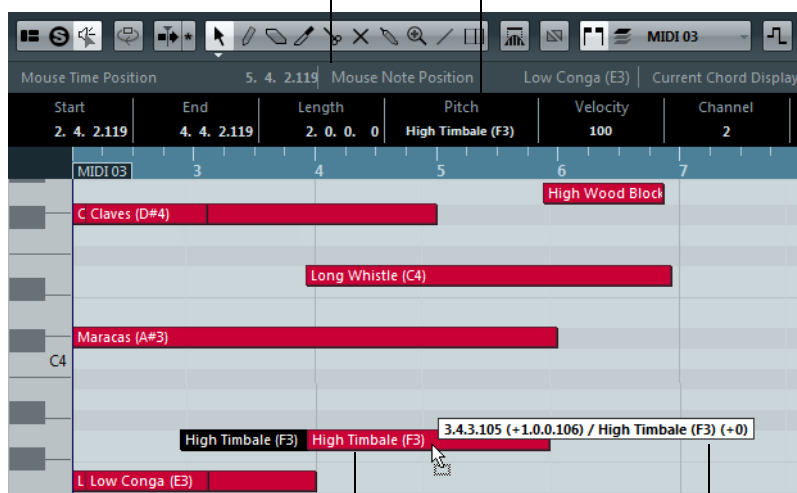 MIDI 03
Mouse Time Position 5. 4. 2.119 Mouse Note Position Low Conga (E3) Current Chord Display
Start End Length Pitch Velocity Channel
2. 4. 2.119 4. 4. 2.119 2. 0. 0. 0 High Timbale (F3) 100 2
MIDI 03 3 4 5 6 7
High Wood Block
C Claves (D#4)
Long Whistle (C4)
Maracas (A#3)
C4
3.4.3.105 (+1.0.0.106) / High Timbale (F3) (+0)
High Timbale (F3) High Timbale (F3)
L Low Conga (E3)